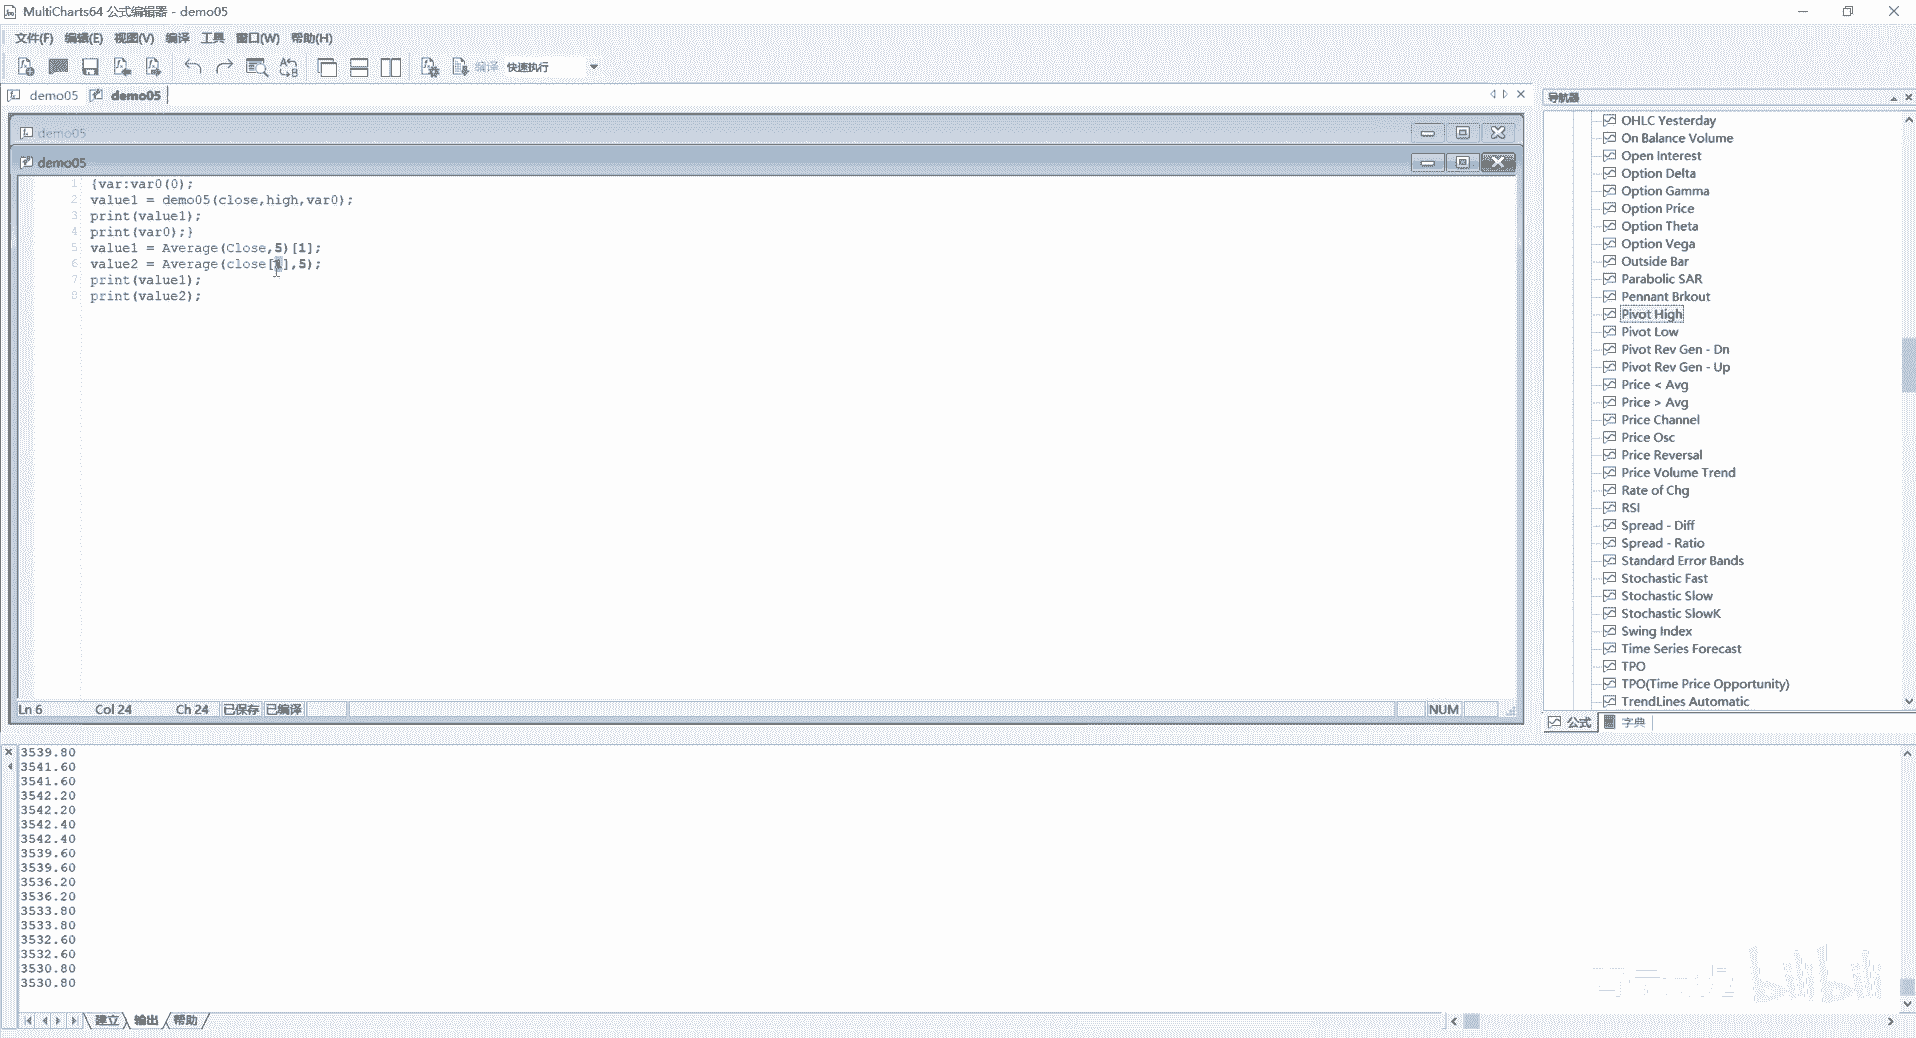 MultiCharts64 公式编辑器 - demo05
文件(F) 编辑(E) 视图(V) 编译 工具 窗口(W) 帮助(H)
编译 快速执行
demo05 demo05
导航器
demo05
demo05
1 {var:var0(0);
2 value1 = demo05(close,high,var0);
3 print(value1);
4 print(var0);}
5 value1 = Average(Close,5)[1];
6 value2 = Average(close[1],5);
7 print(value1);
8 print(value2);
Ln 6 Col 24 Ch 24 已保存 已编译 NUM
OHLC Yesterday
On Balance Volume
Open Interest
Option Delta
Option Gamma
Option Price
Option Theta
Option Vega
Outside Bar
Parabolic SAR
Pennant Brkout
Pivot High
Pivot Low
Pivot Rev Gen - Dn
Pivot Rev Gen - Up
Price < Avg
Price > Avg
Price Channel
Price Osc
Price Reversal
Price Volume Trend
Rate of Chg
RSI
Spread - Diff
Spread - Ratio
Standard Error Bands
Stochastic Fast
Stochastic Slow
Stochastic SlowK
Swing Index
Time Series Forecast
TPO
TPO(Time Price Opportunity)
TrendLines Automatic
公式 字典
3539.80
3541.60
3541.60
3542.20
3542.20
3542.40
3542.40
3539.60
3539.60
3536.20
3536.20
3533.80
3533.80
3532.60
3532.60
3530.80
3530.80
bilibili
建立 输出 帮助